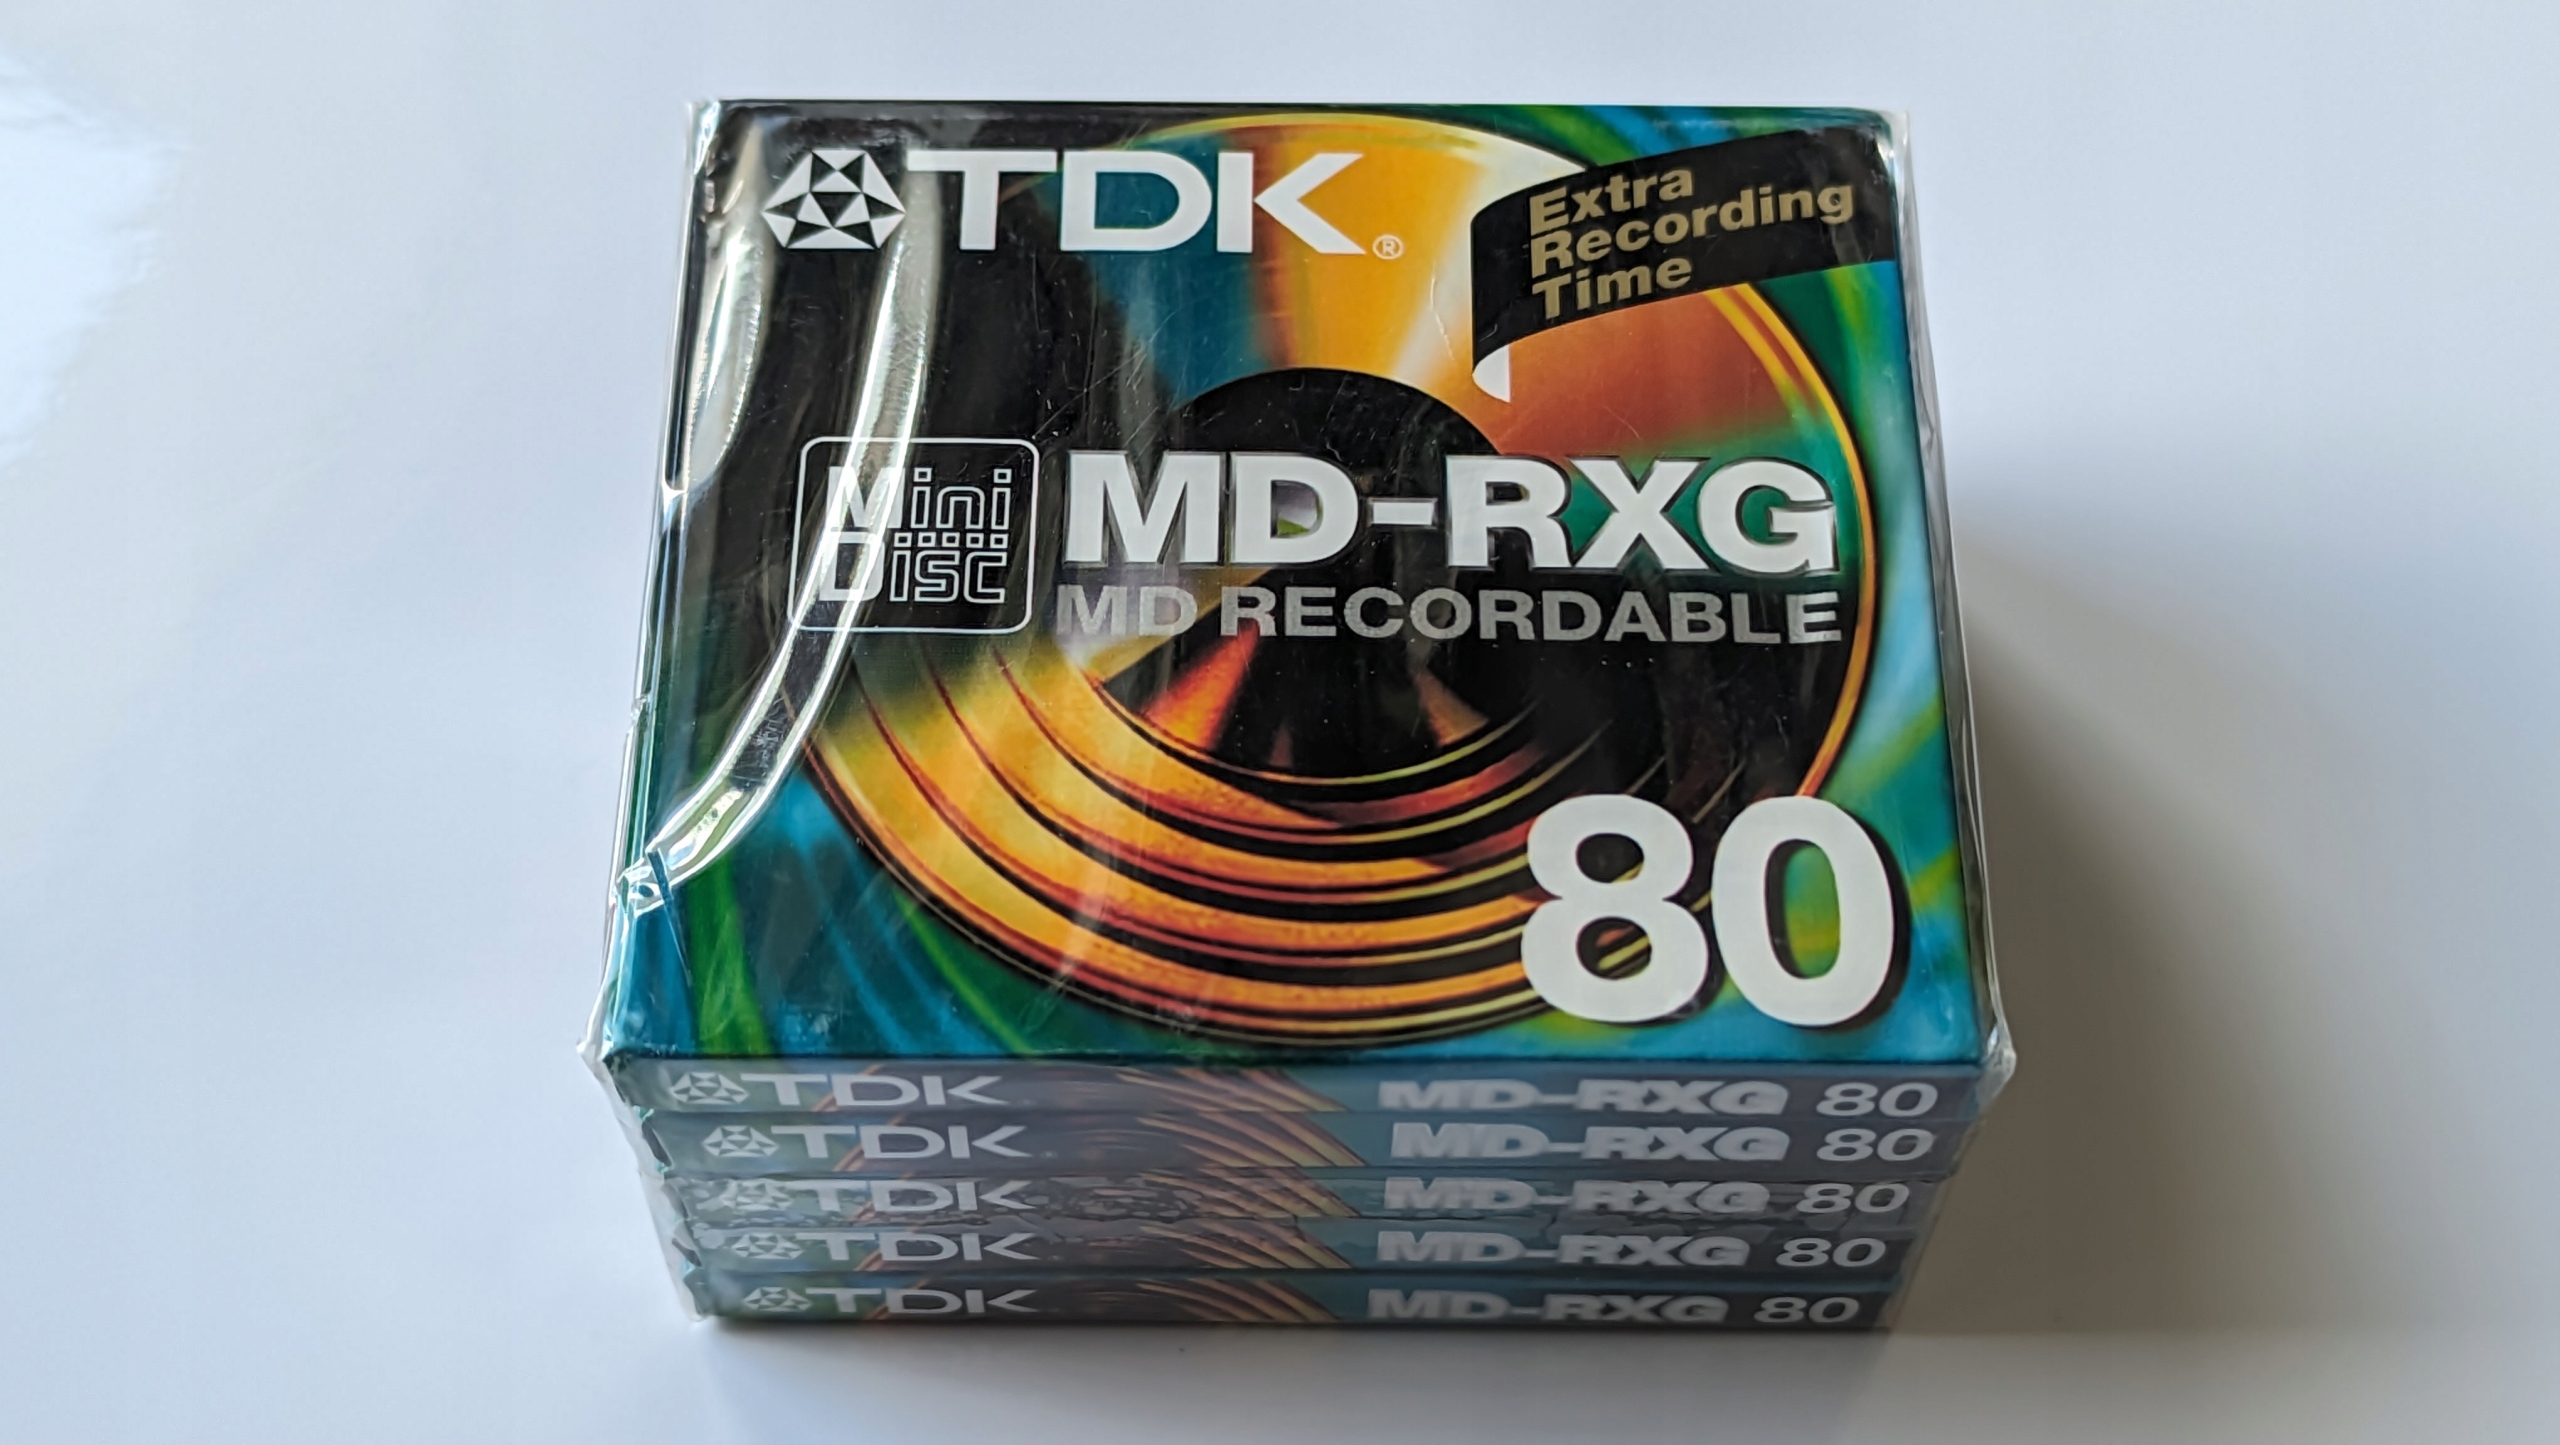 TDK®
Extra
Recording
Time
Mini
Disc
MD-RXG
MD RECORDABLE
80
TDK MD-RXG 80
TDK MD-RXG 80
TDK MD-RXG 80
TDK MD-RXG 80
TDK MD-RXG 80